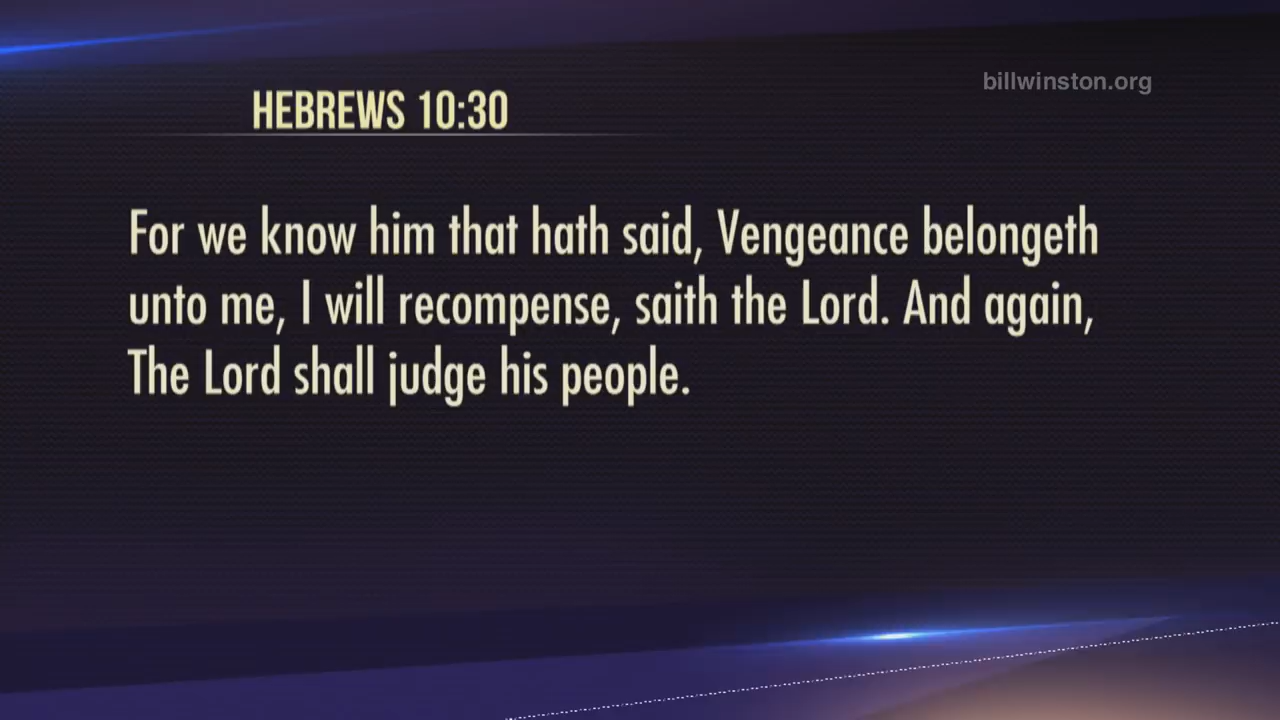 billwinston.org
HEBREWS 10:30
For we know him that hath said, Vengeance belongeth
unto me, I will recompense, saith the Lord. And again,
The Lord shall judge his people.